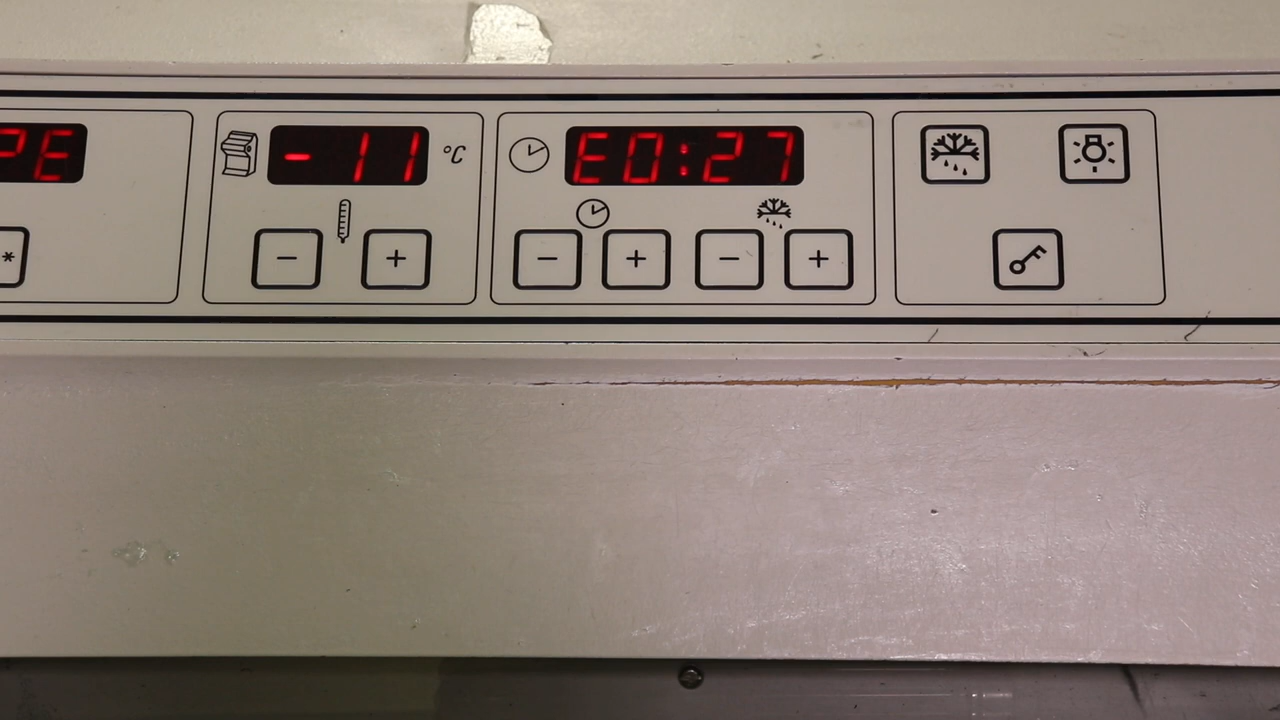 PE -11 °C E0:27
* − + − + − +